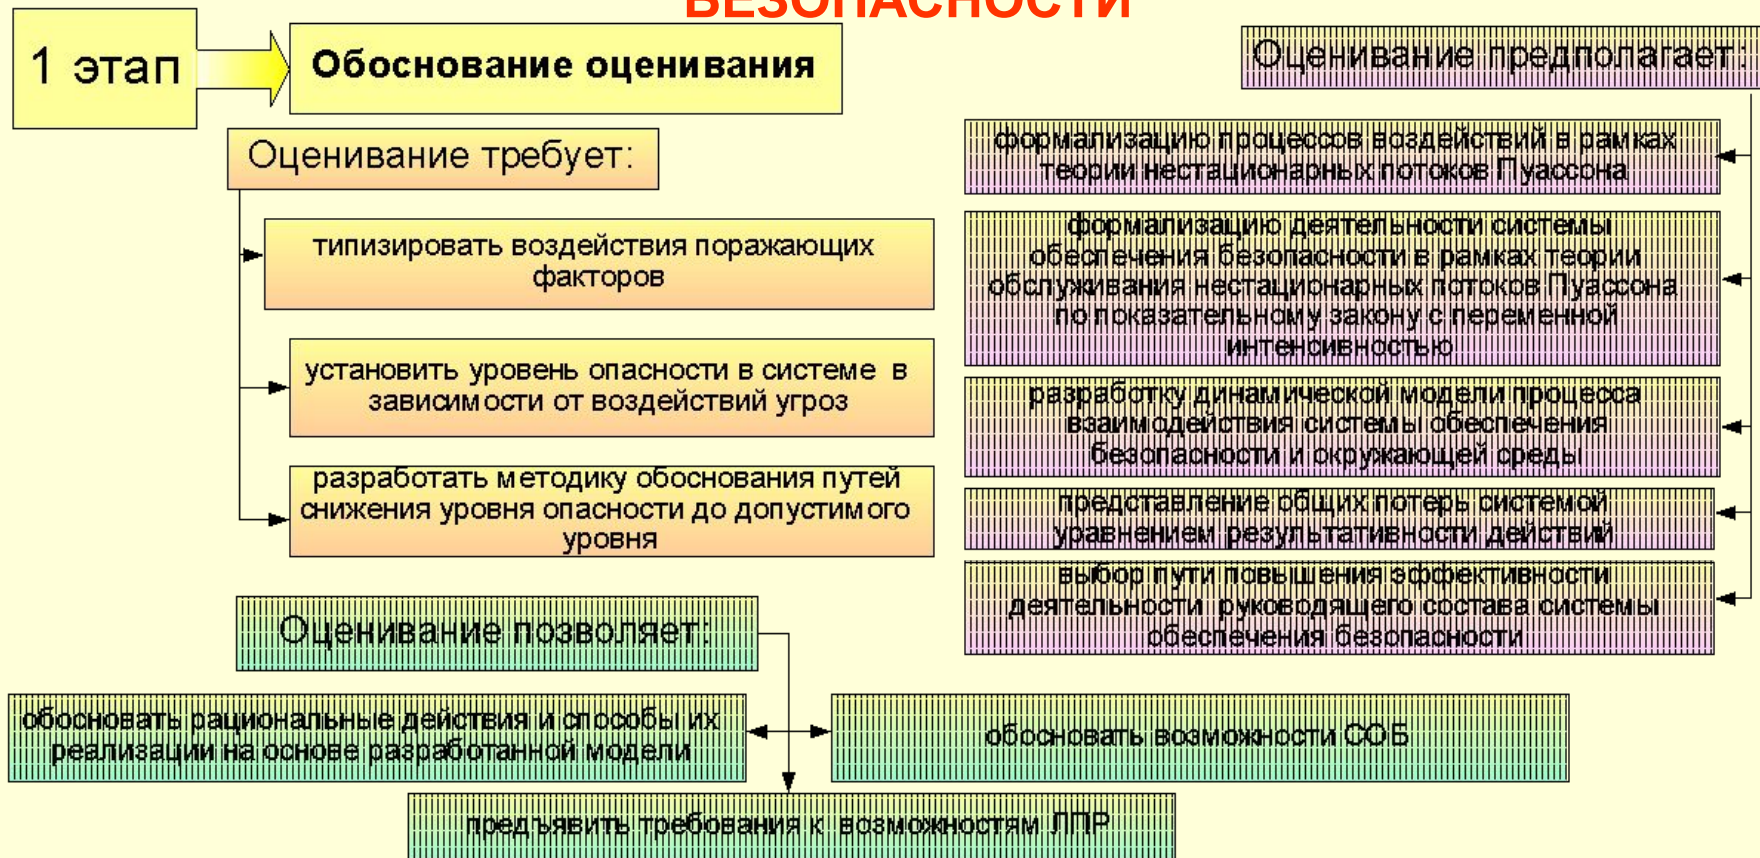 БЕЗОПАСНОСТИ
1 этап
Обоснование оценивания
Оценивание требует:
типизировать воздействия поражающих
факторов
установить уровень опасности в системе в
зависимости от воздействий угроз
разработать методику обоснования путей
снижения уровня опасности до допустимого
уровня
Оценивание предполагает:
формализацию процессов воздействий в рамках
теории нестационарных потоков Пуассона
формализацию деятельности системы
обеспечения безопасности в рамках теории
обслуживания нестационарных потоков Пуассона
по показательному закону с переменной
интенсивностью
разработку динамической модели процесса
взаимодействия системы обеспечения
безопасности и окружающей среды
представление общих потерь системой
уравнением результативности действий
выбор пути повышения эффективности
деятельности руководящего состава системы
обеспечения безопасности
Оценивание позволяет:
обосновать рациональные действия и способы их
реализации на основе разработанной модели
обосновать возможности СОБ
предъявить требования к возможностям ЛПР